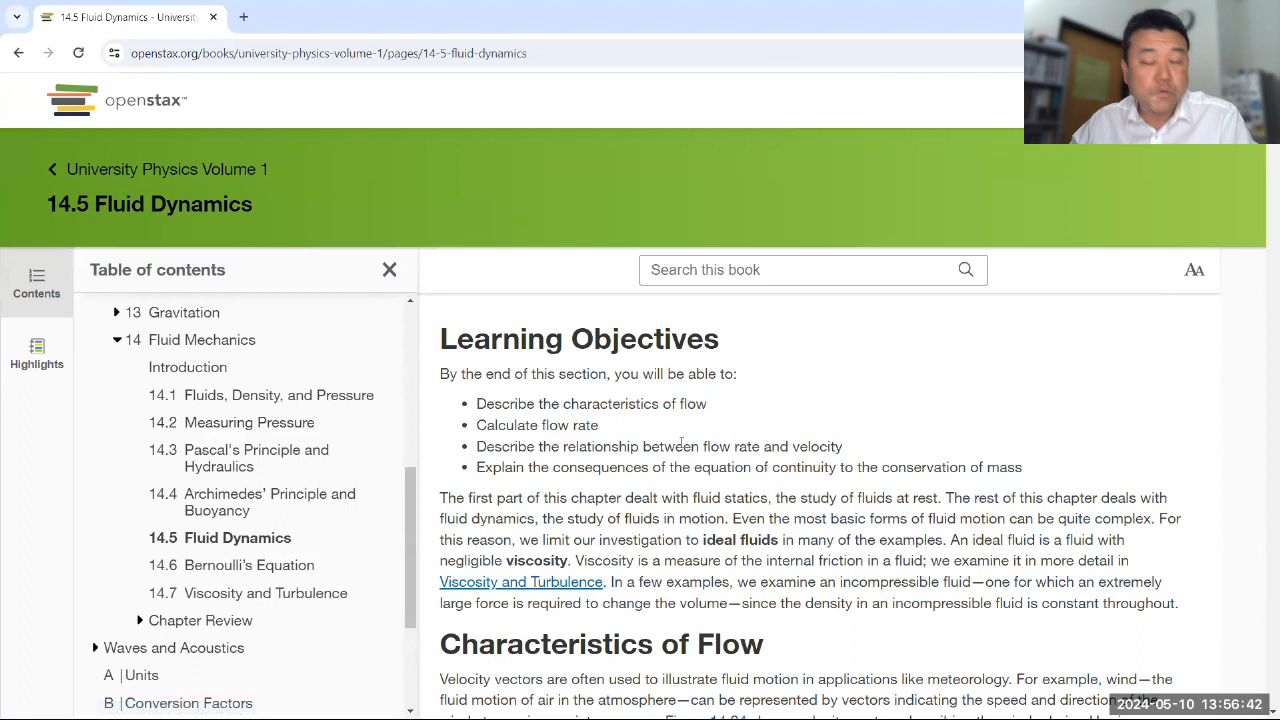 14.5 Fluid Dynamics - Universit
openstax.org/books/university-physics-volume-1/pages/14-5-fluid-dynamics
openstax™
University Physics Volume 1
14.5 Fluid Dynamics
Contents
Highlights
Table of contents
13 Gravitation
14 Fluid Mechanics
Introduction
14.1 Fluids, Density, and Pressure
14.2 Measuring Pressure
14.3 Pascal's Principle and
Hydraulics
14.4 Archimedes’ Principle and
Buoyancy
14.5 Fluid Dynamics
14.6 Bernoulli’s Equation
14.7 Viscosity and Turbulence
Chapter Review
Waves and Acoustics
A | Units
B | Conversion Factors
Search this book
AA
Learning Objectives
By the end of this section, you will be able to:
• Describe the characteristics of flow
• Calculate flow rate
• Describe the relationship between flow rate and velocity
• Explain the consequences of the equation of continuity to the conservation of mass
The first part of this chapter dealt with fluid statics, the study of fluids at rest. The rest of this chapter deals with
fluid dynamics, the study of fluids in motion. Even the most basic forms of fluid motion can be quite complex. For
this reason, we limit our investigation to ideal fluids in many of the examples. An ideal fluid is a fluid with
negligible viscosity. Viscosity is a measure of the internal friction in a fluid; we examine it in more detail in
Viscosity and Turbulence. In a few examples, we examine an incompressible fluid—one for which an extremely
large force is required to change the volume—since the density in an incompressible fluid is constant throughout.
Characteristics of Flow
Velocity vectors are often used to illustrate fluid motion in applications like meteorology. For example, wind—the
fluid motion of air in the atmosphere—can be represented by vectors indicating the speed and direction of the
2024-05-10 13:56:42